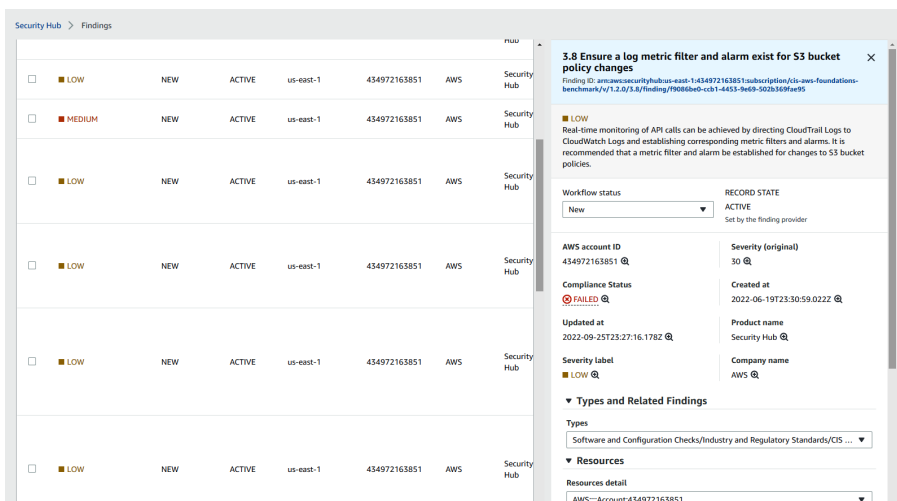 Security Hub > Findings
Hub
LOW NEW ACTIVE us-east-1 434972163851 AWS Security Hub
MEDIUM NEW ACTIVE us-east-1 434972163851 AWS Security Hub
LOW NEW ACTIVE us-east-1 434972163851 AWS Security Hub
LOW NEW ACTIVE us-east-1 434972163851 AWS Security Hub
LOW NEW ACTIVE us-east-1 434972163851 AWS Security Hub
LOW NEW ACTIVE us-east-1 434972163851 AWS Security Hub
3.8 Ensure a log metric filter and alarm exist for S3 bucket
policy changes
Finding ID: arn:aws:securityhub:us-east-1:434972163851:subscription/cis-aws-foundations-
benchmark/v/1.2.0/3.8/finding/f9086be0-ccb1-4453-9e69-502b369fae95
LOW
Real-time monitoring of API calls can be achieved by directing CloudTrail Logs to
CloudWatch Logs and establishing corresponding metric filters and alarms. It is
recommended that a metric filter and alarm be established for changes to S3 bucket
policies.
Workflow status
New
RECORD STATE
ACTIVE
Set by the finding provider
AWS account ID
434972163851
Severity (original)
30
Compliance Status
FAILED
Created at
2022-06-19T23:30:59.022Z
Updated at
2022-09-25T23:27:16.178Z
Product name
Security Hub
Severity label
LOW
Company name
AWS
Types and Related Findings
Types
Software and Configuration Checks/Industry and Regulatory Standards/CIS ...
Resources
Resources detail
AWS::::Account:434972163851